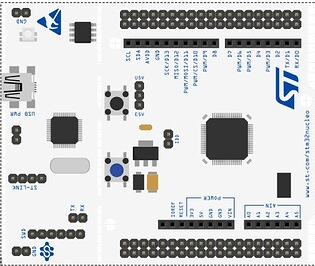 GND
U5V
E5V
SCL
SDA
AVDD
GND
SCK/D13
MISO/D12
PWM/MOSI/D11
PWM/CS/D10
PWM/D9
D8
D7
PWM/D6
PWM/D5
D4
PWM/D3
D2
TX/D1
RX/D0
USB PWR
IDD
ST-LINK
TX
RX
SWD
GND
www.st.com/stm32nucleo
POWER
AIN
IOREF
RESET
3V3
5V
GND
GND
VIN
A0
A1
A2
A3
A4
A5